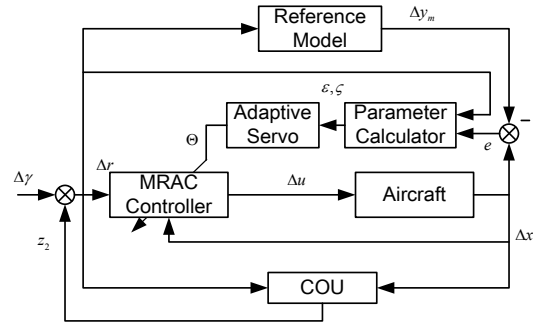 Reference
Model
Δy_m
ε, ς
Adaptive
Servo
Parameter
Calculator
−
e
Θ
Δγ
Δr
MRAC
Controller
Δu
Aircraft
Δx
z_2
COU